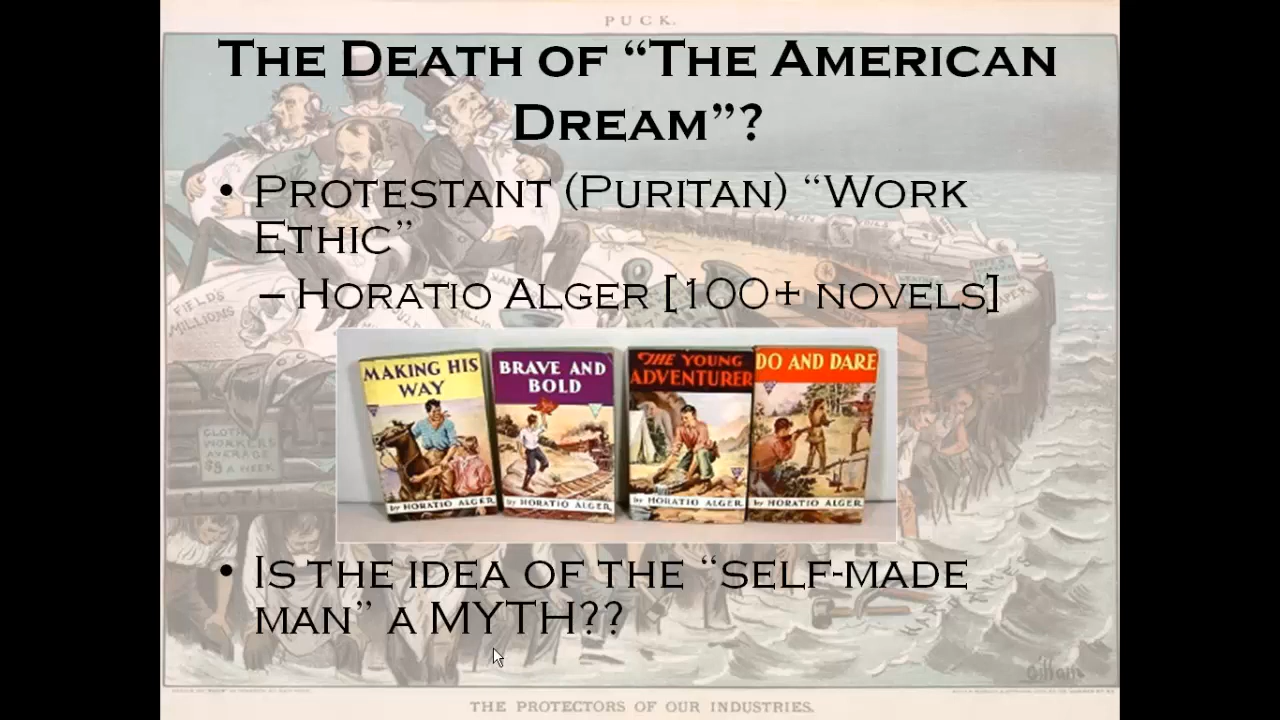 PUCK.
THE DEATH OF “THE AMERICAN
DREAM”?
• PROTESTANT (PURITAN) “WORK
ETHIC”
– HORATIO ALGER [100+ NOVELS]
FIELD'S
MILLIONS
MAKING HIS
WAY
by HORATIO ALGER
BRAVE AND
BOLD
by HORATIO ALGER
THE YOUNG
ADVENTURER
by HORATIO ALGER
DO AND DARE
by HORATIO ALGER
CLOTH
WORKERS
AVERAGE
A WEEK
CLOTH
• IS THE IDEA OF THE “SELF-MADE
MAN” A MYTH??
THE PROTECTORS OF OUR INDUSTRIES.